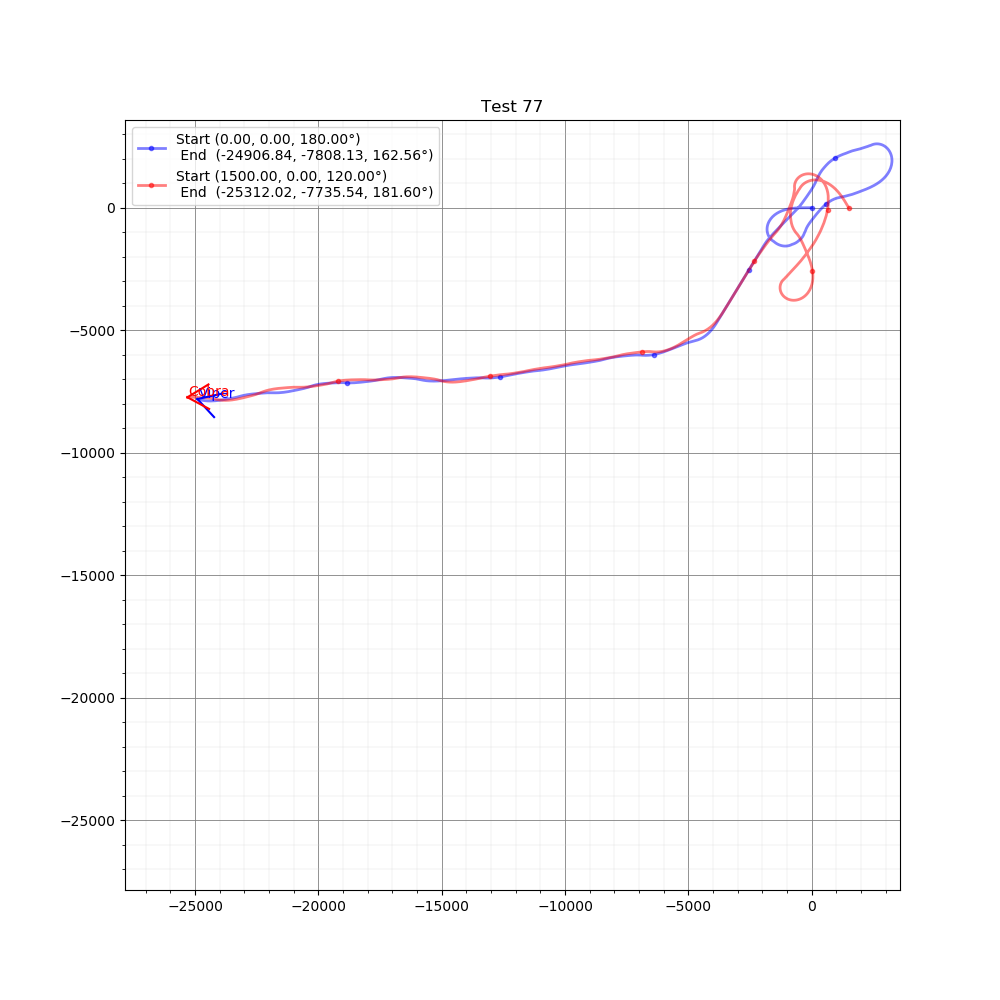 Test 77
Start (0.00, 0.00, 180.00°)
End (-24906.84, -7808.13, 162.56°)
Start (1500.00, 0.00, 120.00°)
End (-25312.02, -7735.54, 181.60°)
0
−5000
−10000
−15000
−20000
−25000
Cobra
Viper
−25000 −20000 −15000 −10000 −5000 0